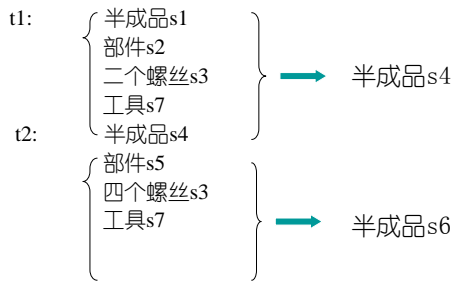 t1: 半成品s1
部件s2
二个螺丝s3
工具s7
半成品s4
t2: 半成品s4
部件s5
四个螺丝s3
工具s7
半成品s6